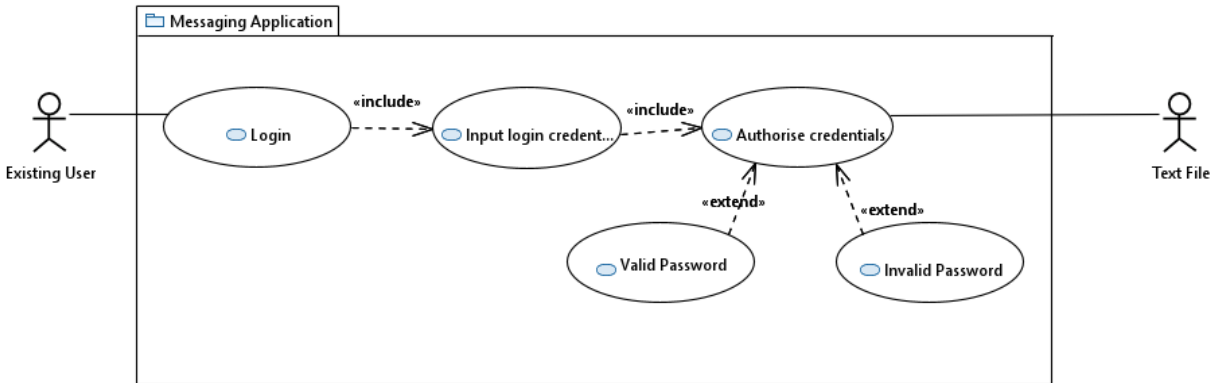 Messaging Application
«include»
«include»
Login
Input login credent...
Authorise credentials
Existing User
Text File
«extend»
«extend»
Valid Password
Invalid Password